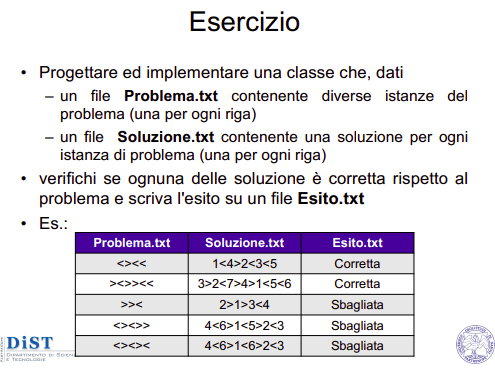 Esercizio
• Progettare ed implementare una classe che, dati
– un file Problema.txt contenente diverse istanze del
problema (una per ogni riga)
– un file Soluzione.txt contenente una soluzione per ogni
istanza di problema (una per ogni riga)
• verifichi se ognuna delle soluzione è corretta rispetto al
problema e scriva l'esito su un file Esito.txt
• Es.:
Problema.txt Soluzione.txt Esito.txt
<><< 1<4>2<3<5 Corretta
><>><< 3>2<7>4>1<5<6 Corretta
>>< 2>1>3<4 Sbagliata
<><>> 4<6>1<5>2<3 Sbagliata
<><>< 4<6>1<6>2<3 Sbagliata
DiST
DIPARTIMENTO DI SCIEN
E TECNOLOGIE